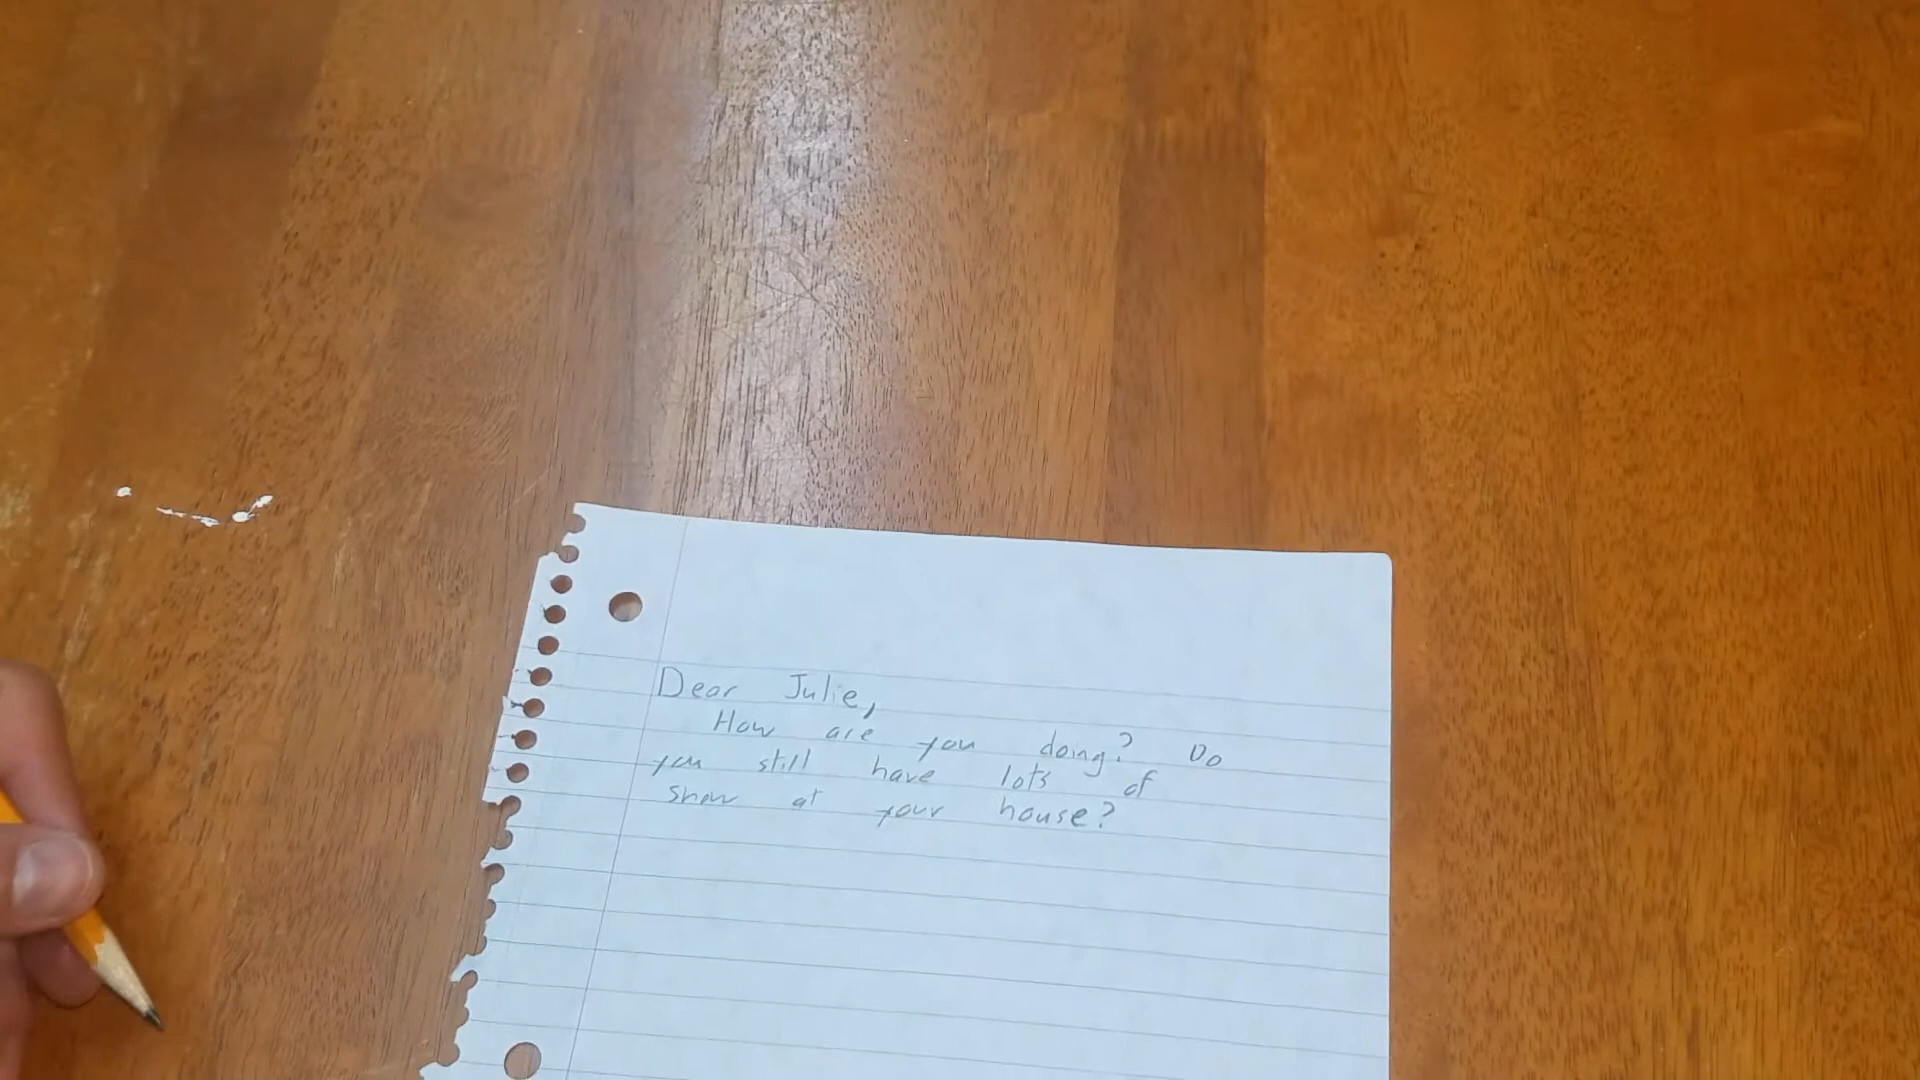 Dear Julie,
How are you doing? Do
you still have lots of
snow at your house?